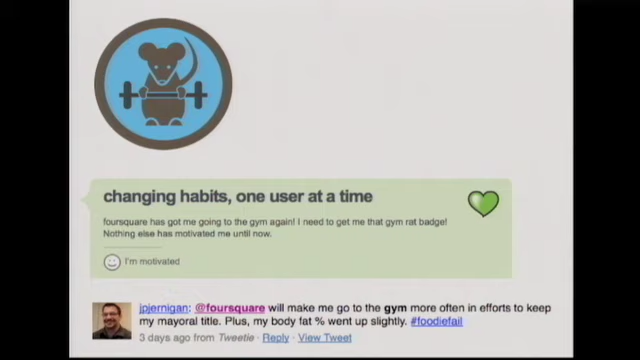 changing habits, one user at a time
foursquare has got me going to the gym again! I need to get me that gym rat badge!
Nothing else has motivated me until now.
I'm motivated
jpjernigan: @foursquare will make me go to the gym more often in efforts to keep
my mayoral title. Plus, my body fat % went up slightly. #foodiefail
3 days ago from Tweetie · Reply · View Tweet